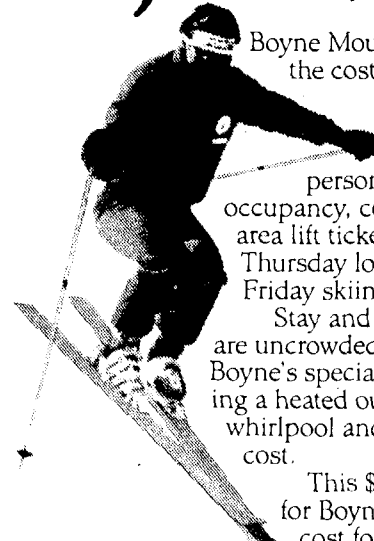 Boyne Mou
the cost
person
occupancy, co
area lift ticke
Thursday lo
Friday skiin
Stay and
are uncrowded
Boyne's specia
ing a heated ou
whirlpool and
cost.
This $
for Boyn
cost fo